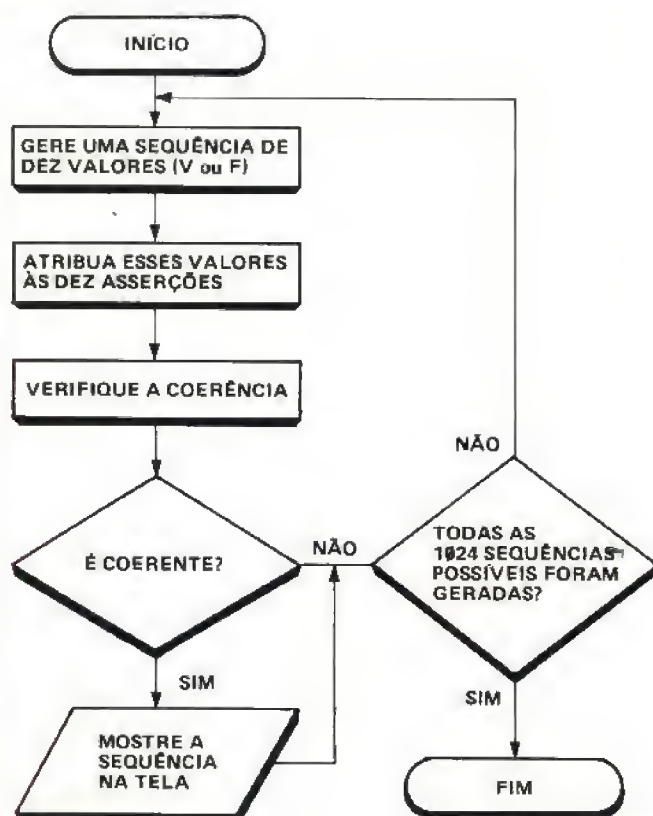 INÍCIO
GERE UMA SEQUÊNCIA DE
DEZ VALORES (V ou F)
ATRIBUA ESSES VALORES
ÀS DEZ ASSERÇÕES
VERIFIQUE A COERÊNCIA
É COERENTE?
NÃO
SIM
MOSTRE A
SEQUÊNCIA
NA TELA
NÃO
TODAS AS
1024 SEQUÊNCIAS
POSSÍVEIS FORAM
GERADAS?
SIM
FIM